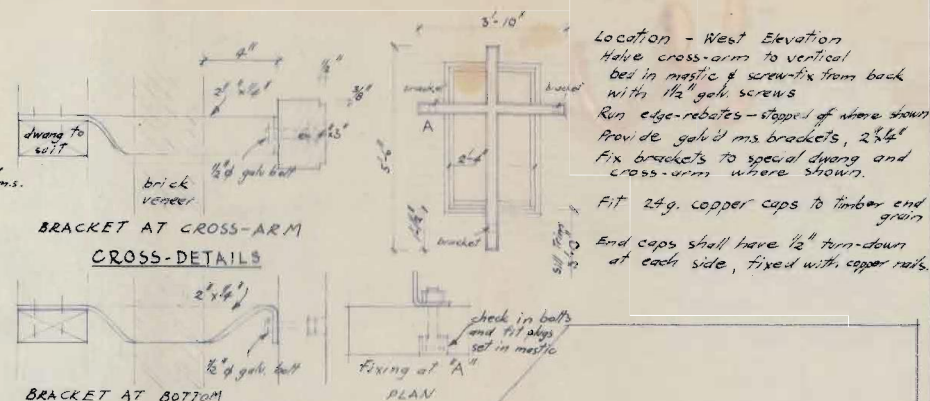 3'-10"
4"
1/2"
2" x 1/4"
3/8"
dwang to
suit
m.s.
1/2" φ galv. bolt
brick
veneer
BRACKET AT CROSS-ARM
CROSS-DETAILS
bracket
bracket
A
2'-4"
bracket
Location - West Elevation
Halve cross-arm to vertical
bed in mastic & screw-fix from back
with 1 1/2" galv. screws
Run edge-rebates - stopped off where shown
Provide galv'd ms. brackets, 2" x 1/4"
Fix brackets to special dwang and
cross-arm where shown.
Fit 24g. copper caps to timber end
grain
End caps shall have 1/2" turn-down
at each side, fixed with copper nails.
2" x 1/4"
1/2" φ galv. bolt
BRACKET AT BOTTOM
check in bolts
and fit plugs
set in mastic
Fixing at "A"
PLAN